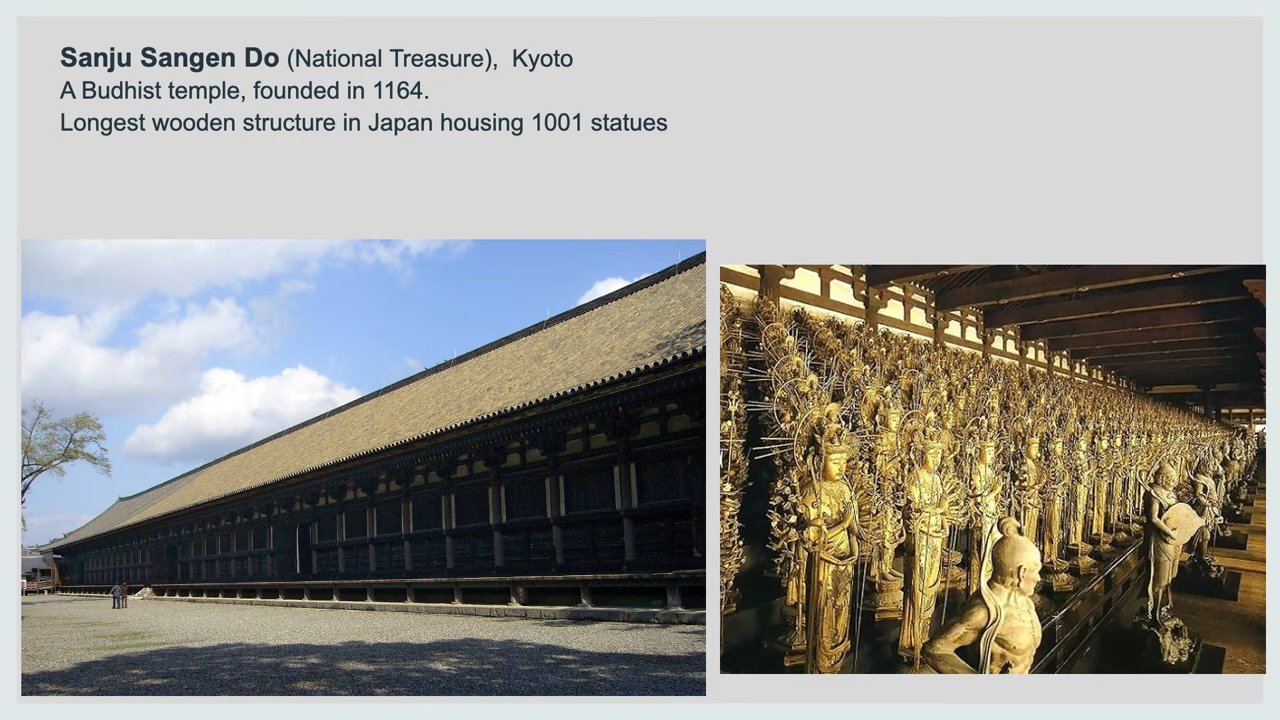 Sanju Sangen Do (National Treasure),  Kyoto
A Budhist temple, founded in 1164.
Longest wooden structure in Japan housing 1001 statues